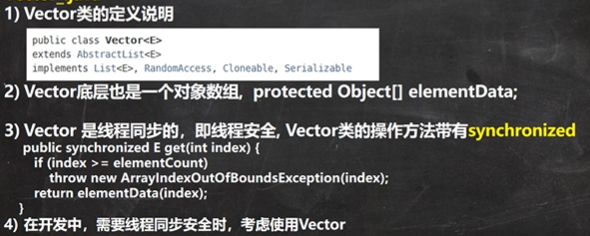 1) Vector类的定义说明
public class Vector<E>
extends AbstractList<E>
implements List<E>, RandomAccess, Cloneable, Serializable
2) Vector底层也是一个对象数组, protected Object[] elementData;
3) Vector 是线程同步的，即线程安全, Vector类的操作方法带有synchronized
public synchronized E get(int index) {
if (index >= elementCount)
throw new ArrayIndexOutOfBoundsException(index);
return elementData(index);
}
4) 在开发中，需要线程同步安全时，考虑使用Vector